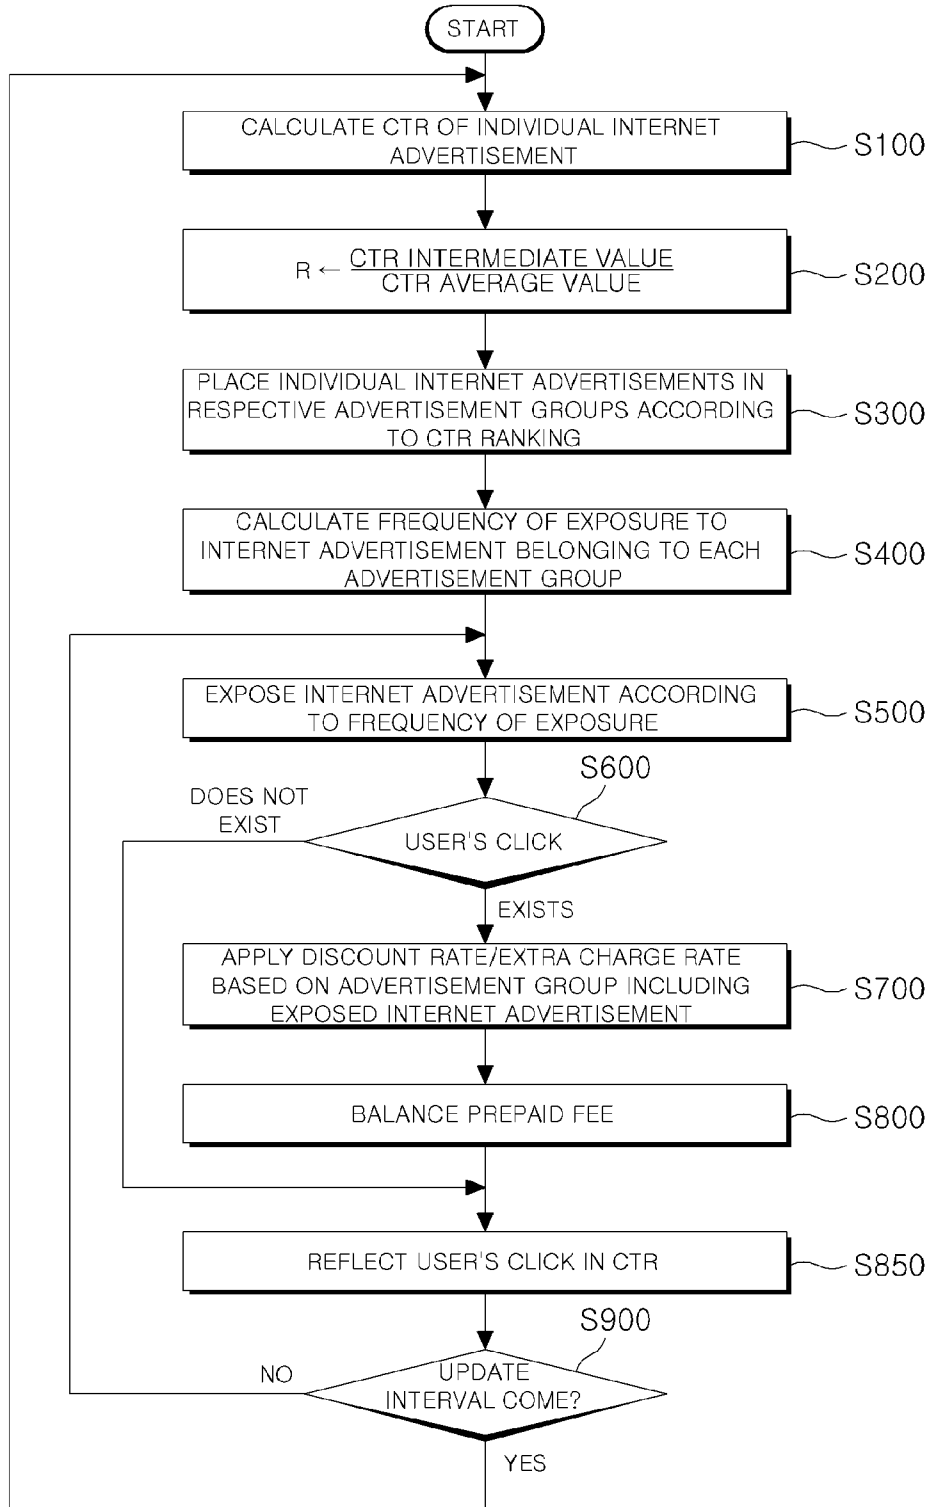 START
CALCULATE CTR OF INDIVIDUAL INTERNET
ADVERTISEMENT
S100
R ← CTR INTERMEDIATE VALUE
CTR AVERAGE VALUE
S200
PLACE INDIVIDUAL INTERNET ADVERTISEMENTS IN
RESPECTIVE ADVERTISEMENT GROUPS ACCORDING
TO CTR RANKING
S300
CALCULATE FREQUENCY OF EXPOSURE TO
INTERNET ADVERTISEMENT BELONGING TO EACH
ADVERTISEMENT GROUP
S400
EXPOSE INTERNET ADVERTISEMENT ACCORDING
TO FREQUENCY OF EXPOSURE
S500
S600
DOES NOT
EXIST
USER'S CLICK
EXISTS
APPLY DISCOUNT RATE/EXTRA CHARGE RATE
BASED ON ADVERTISEMENT GROUP INCLUDING
EXPOSED INTERNET ADVERTISEMENT
S700
BALANCE PREPAID FEE
S800
REFLECT USER'S CLICK IN CTR
S850
S900
NO
UPDATE
INTERVAL COME?
YES